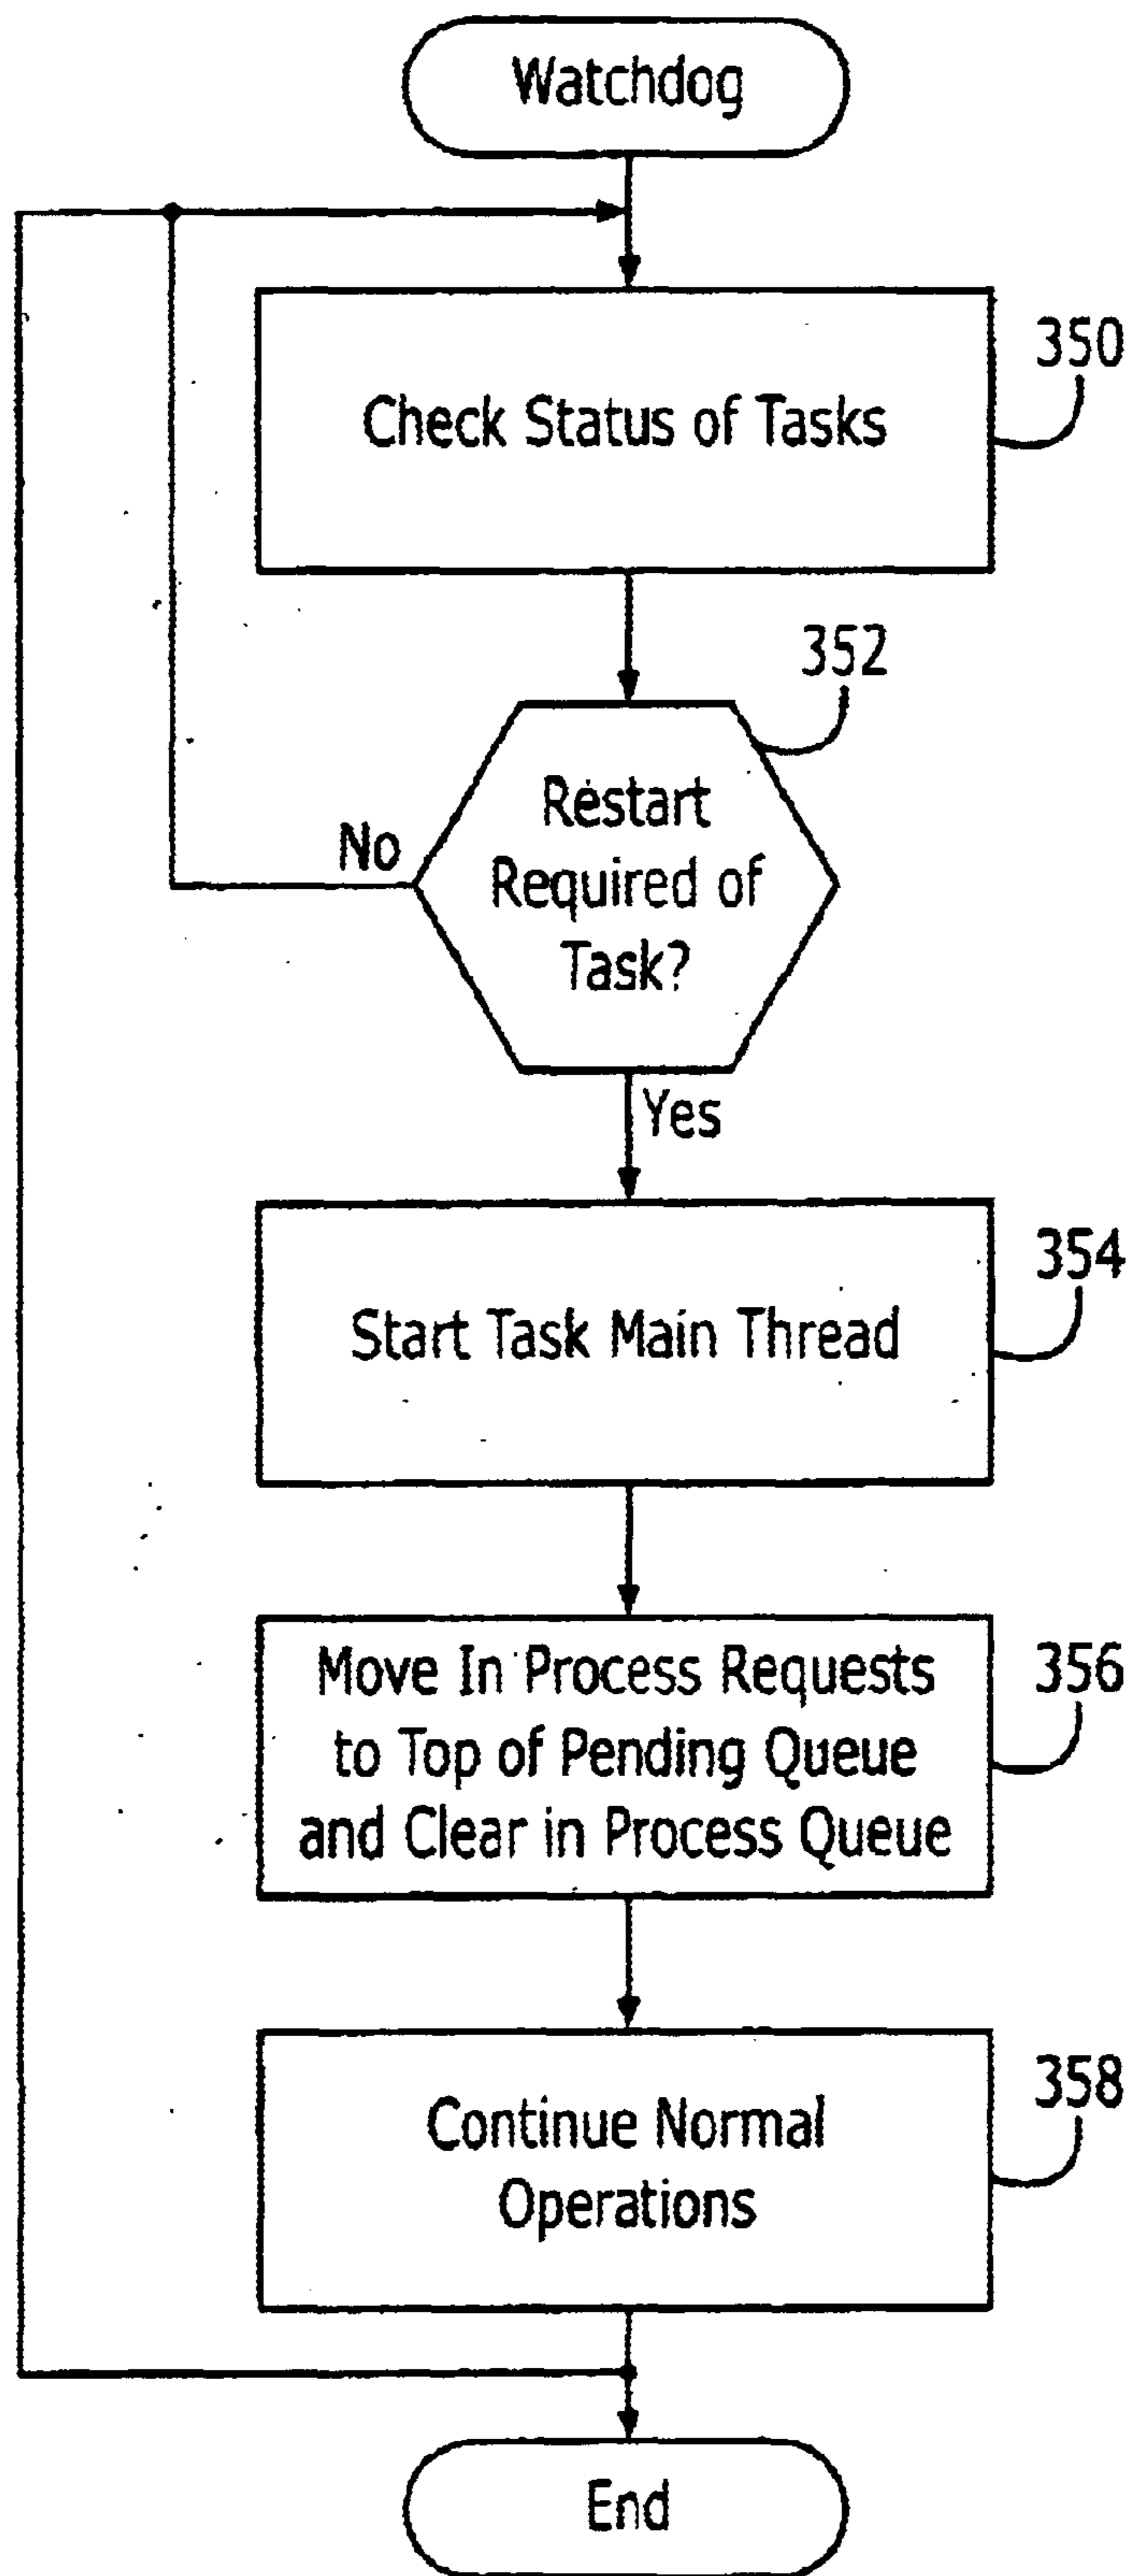 Watchdog
350
Check Status of Tasks
352
Restart
Required of
Task?
No
Yes
354
Start Task Main Thread
356
Move In Process Requests
to Top of Pending Queue
and Clear in Process Queue
358
Continue Normal
Operations
End